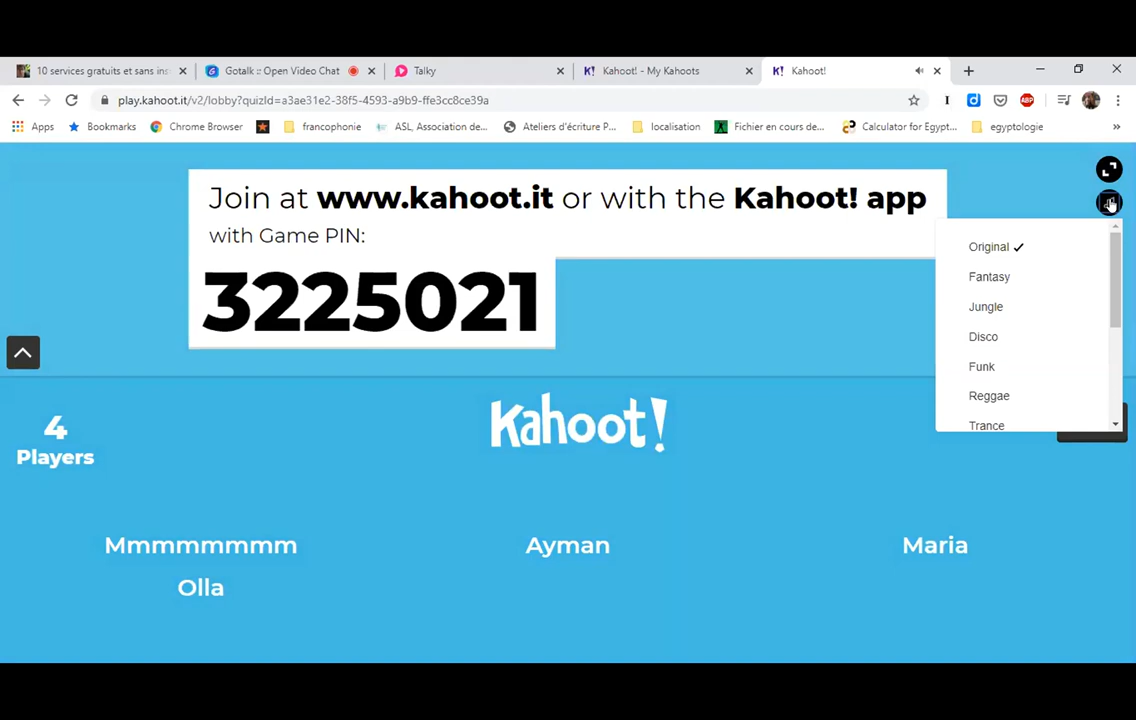 10 services gratuits et sans ins
Gotalk :: Open Video Chat
Talky
Kahoot! - My Kahoots
Kahoot!
play.kahoot.it/v2/lobby?quizId=a3ae31e2-38f5-4593-a9b9-ffe3cc8ce39a
Apps
Bookmarks
Chrome Browser
francophonie
ASL, Association de...
Ateliers d'écriture P...
localisation
Fichier en cours de...
Calculator for Egypt...
egyptologie
Join at www.kahoot.it or with the Kahoot! app
with Game PIN:
3225021
Original
Fantasy
Jungle
Disco
Funk
Reggae
Trance
4
Players
Kahoot!
Mmmmmmmm
Ayman
Maria
Olla